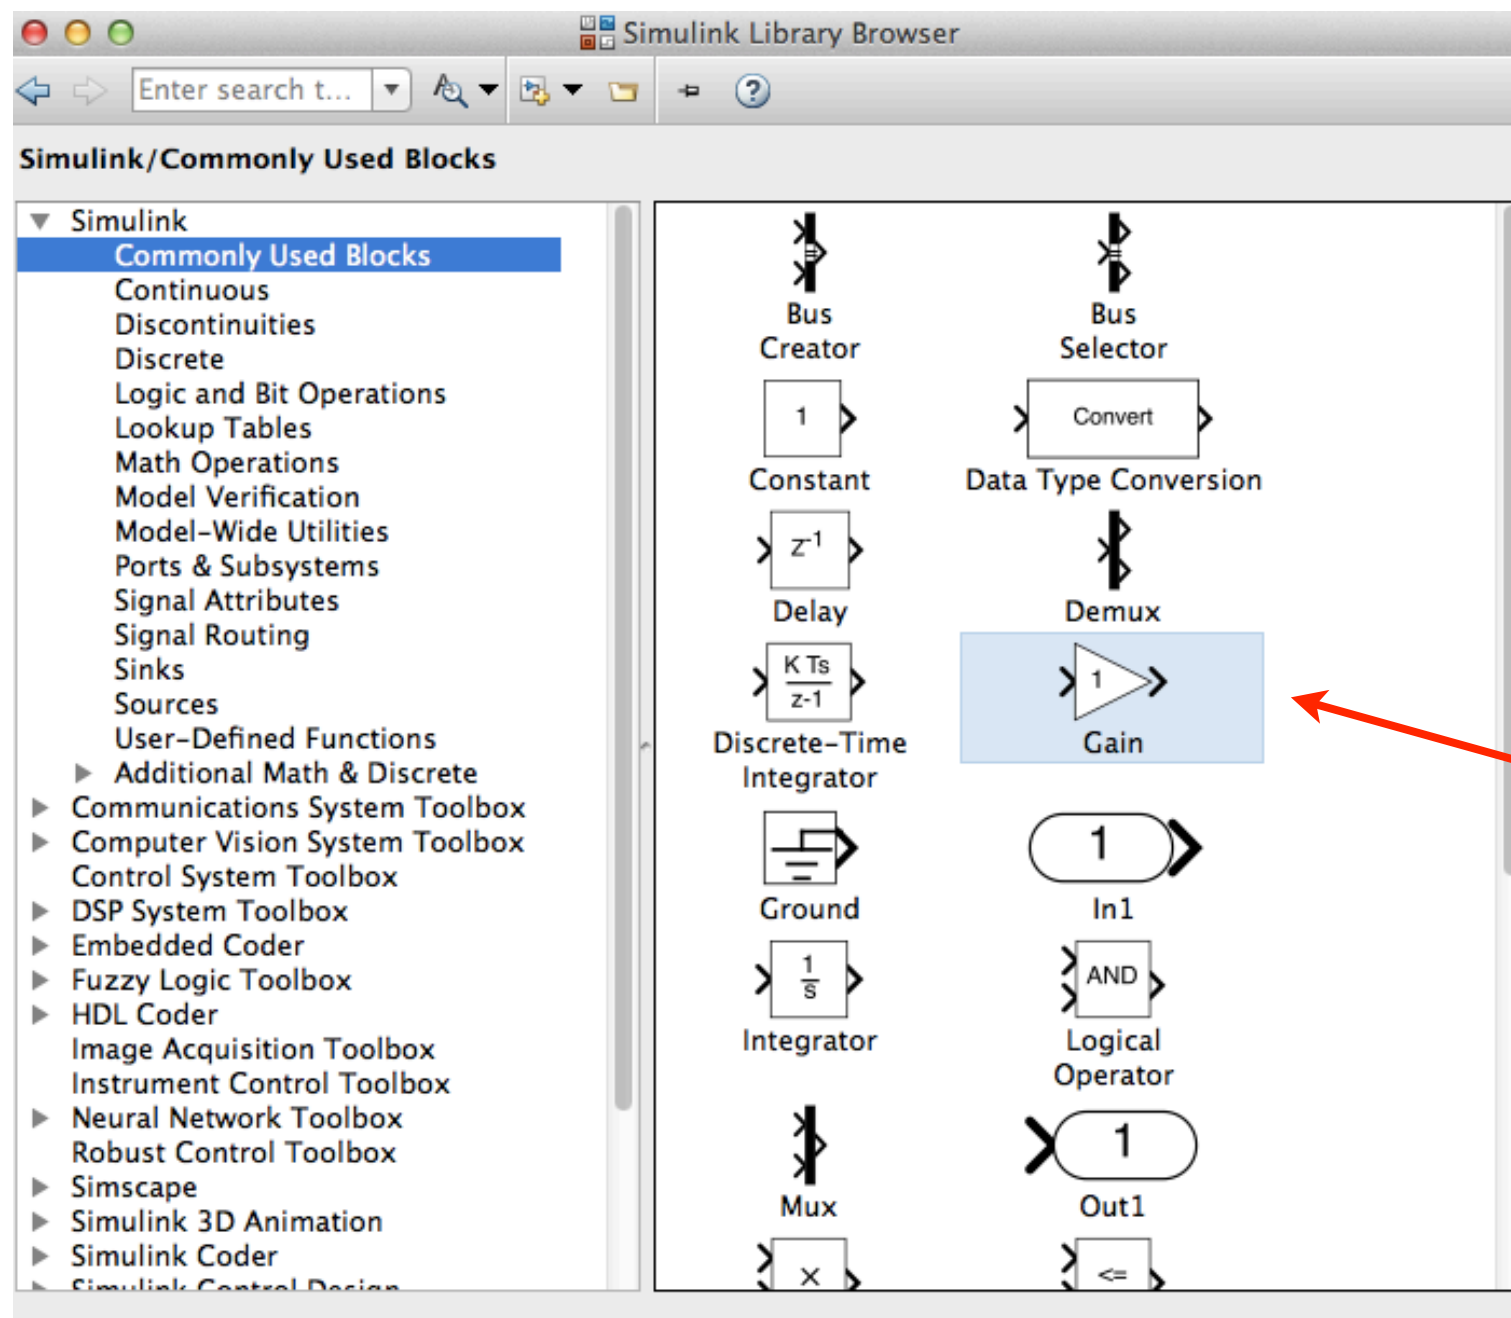 Simulink Library Browser
Enter search t...
Simulink/Commonly Used Blocks
Simulink
Commonly Used Blocks
Continuous
Discontinuities
Discrete
Logic and Bit Operations
Lookup Tables
Math Operations
Model Verification
Model-Wide Utilities
Ports & Subsystems
Signal Attributes
Signal Routing
Sinks
Sources
User-Defined Functions
Additional Math & Discrete
Communications System Toolbox
Computer Vision System Toolbox
Control System Toolbox
DSP System Toolbox
Embedded Coder
Fuzzy Logic Toolbox
HDL Coder
Image Acquisition Toolbox
Instrument Control Toolbox
Neural Network Toolbox
Robust Control Toolbox
Simscape
Simulink 3D Animation
Simulink Coder
Simulink Control Design
Bus
Creator
Bus
Selector
1
Constant
Convert
Data Type Conversion
z-1
Delay
Demux
K Ts
z-1
Discrete-Time
Integrator
1
Gain
Ground
1
In1
1
s
Integrator
AND
Logical
Operator
Mux
1
Out1
×
<=